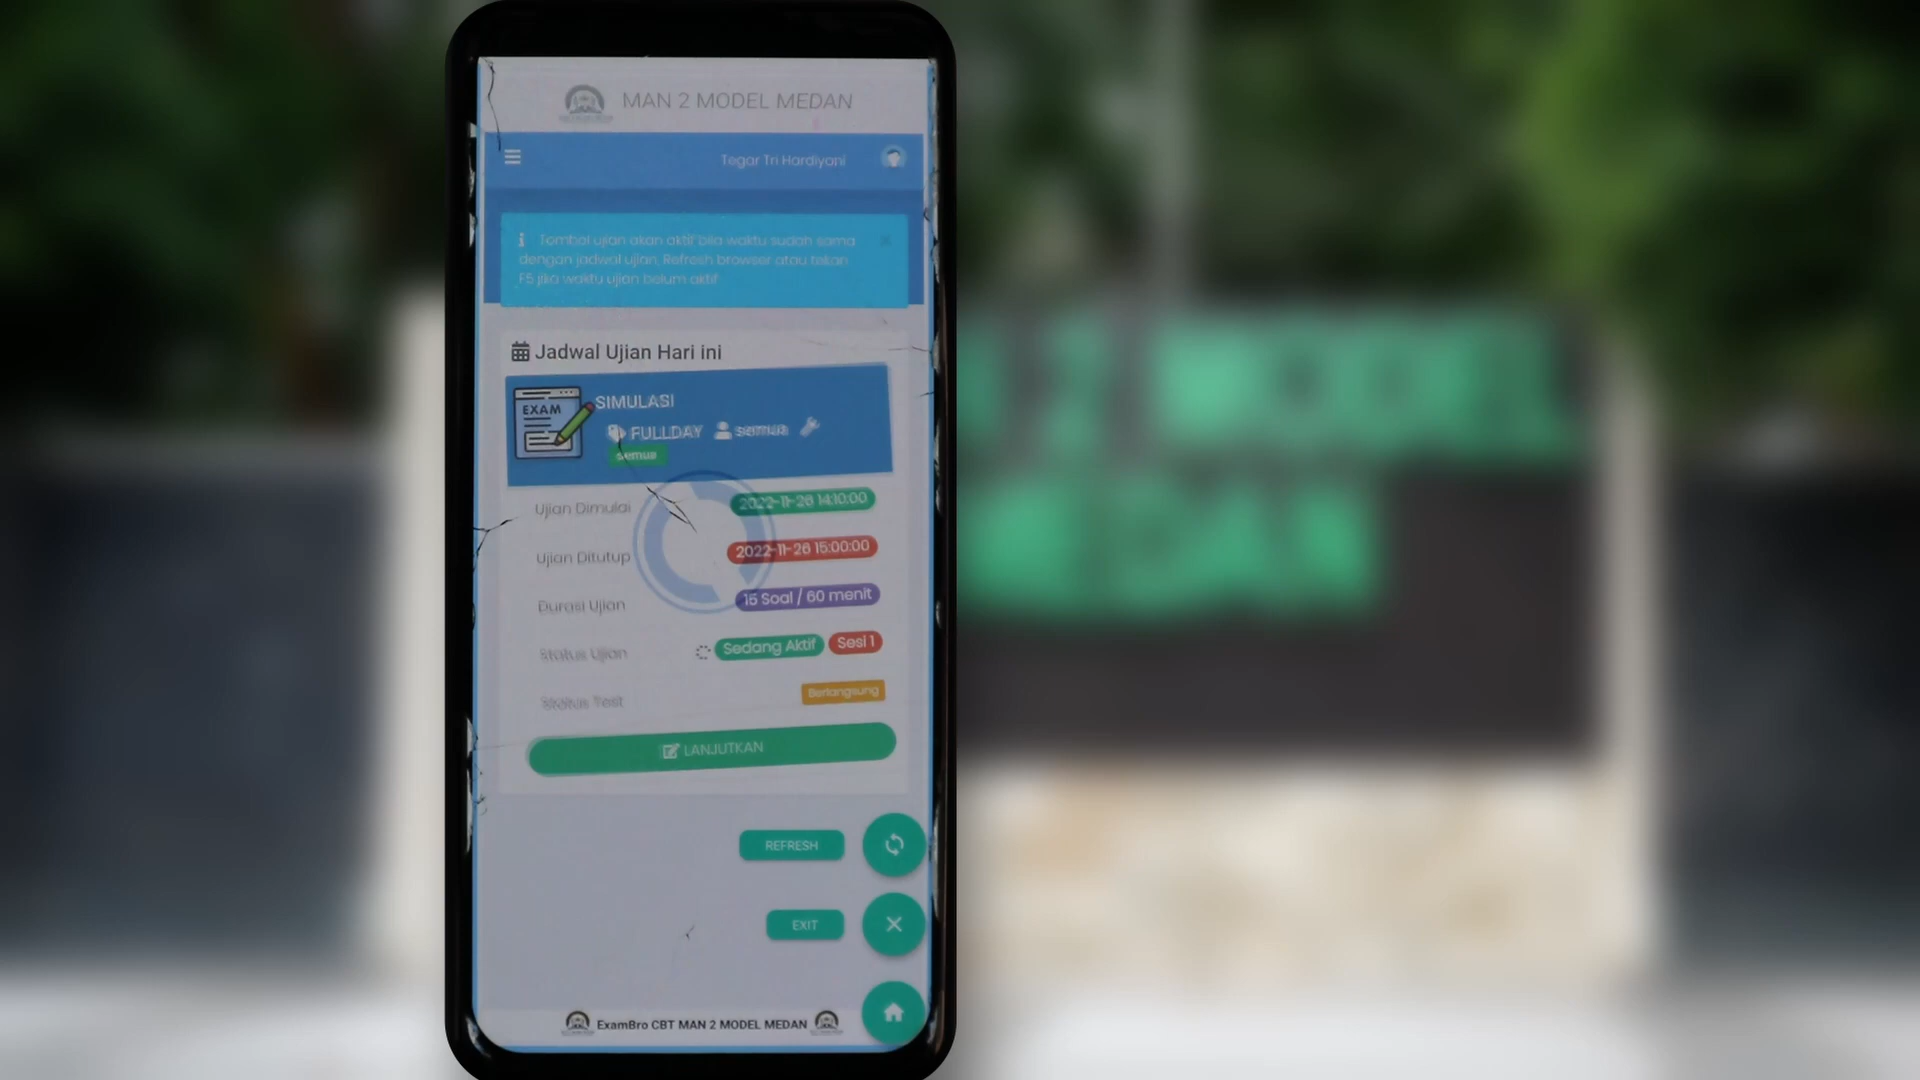 MAN 2 MODEL MEDAN
Tegar Tri Hardiyani
Tombol ujian akan aktif bila waktu sudah sama
dengan jadwal ujian. Refresh browser atau tekan
F5 jika waktu ujian belum aktif
Jadwal Ujian Hari ini
EXAM
SIMULASI
FULLDAY semua
semua
Ujian Dimulai 2022-11-26 14:10:00
Ujian Ditutup 2022-11-26 15:00:00
Durasi Ujian 15 Soal / 60 menit
Status Ujian Sedang Aktif Sesi 1
Status Test Berlangsung
LANJUTKAN
REFRESH
EXIT
ExamBro CBT MAN 2 MODEL MEDAN